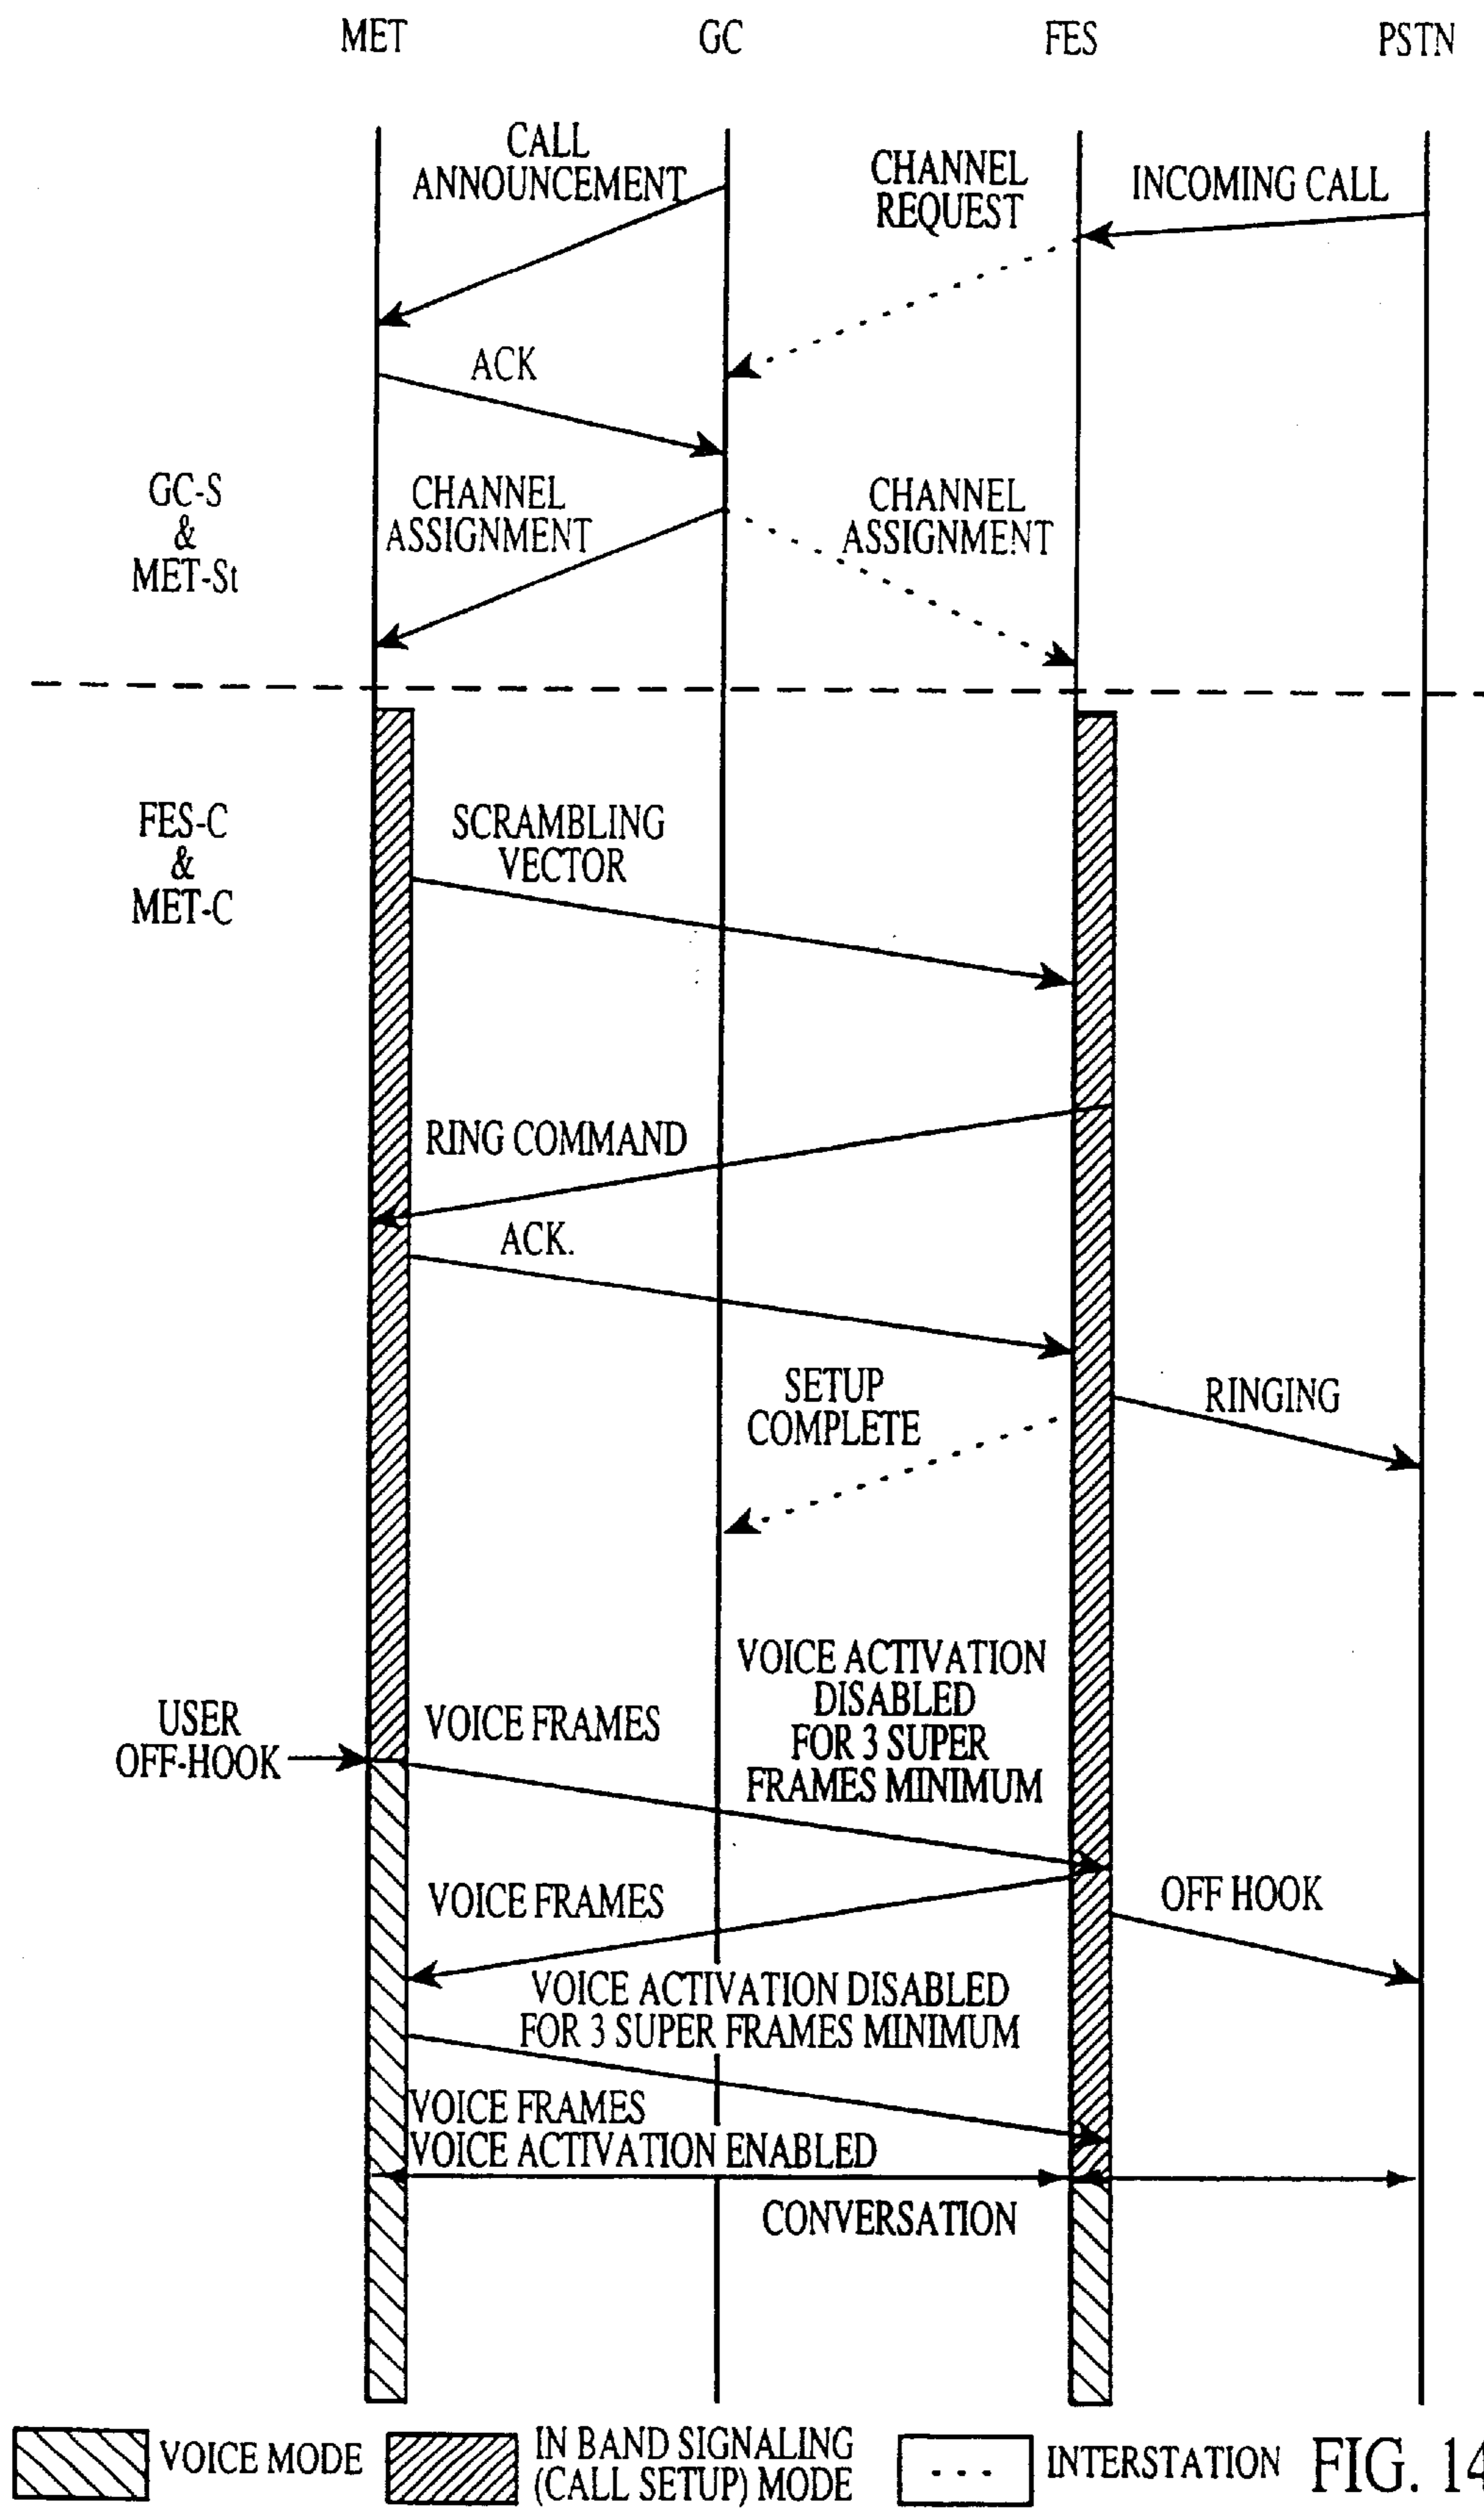 MET
GC
FES
PSTN
CALL
ANNOUNCEMENT
CHANNEL
REQUEST
INCOMING CALL
ACK
GC-S
&
MET-St
CHANNEL
ASSIGNMENT
CHANNEL
ASSIGNMENT
FES-C
&
MET-C
SCRAMBLING
VECTOR
RING COMMAND
ACK.
SETUP
COMPLETE
RINGING
USER
OFF-HOOK
VOICE FRAMES
VOICE ACTIVATION
DISABLED
FOR 3 SUPER
FRAMES MINIMUM
VOICE FRAMES
OFF HOOK
VOICE ACTIVATION DISABLED
FOR 3 SUPER FRAMES MINIMUM
VOICE FRAMES
VOICE ACTIVATION ENABLED
CONVERSATION
VOICE MODE
IN BAND SIGNALING
(CALL SETUP) MODE
INTERSTATION
FIG. 14